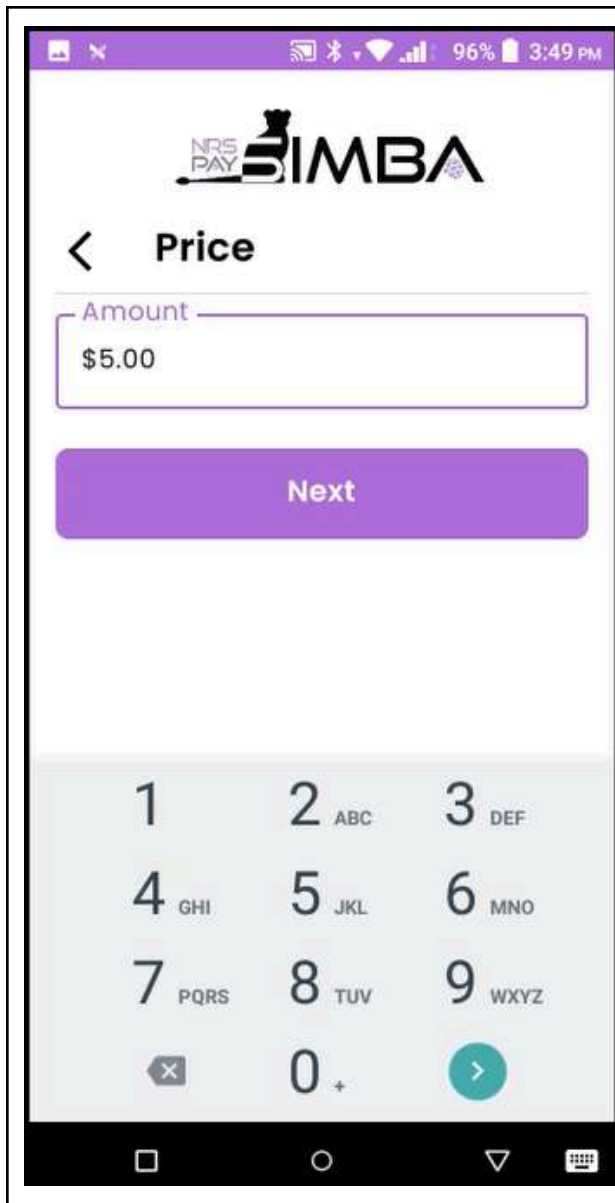 96% 3:49 PM
NRS
PAY
BIMBA
Price
Amount
$5.00
Next
1 2 ABC 3 DEF
4 GHI 5 JKL 6 MNO
7 PQRS 8 TUV 9 WXYZ
0 +